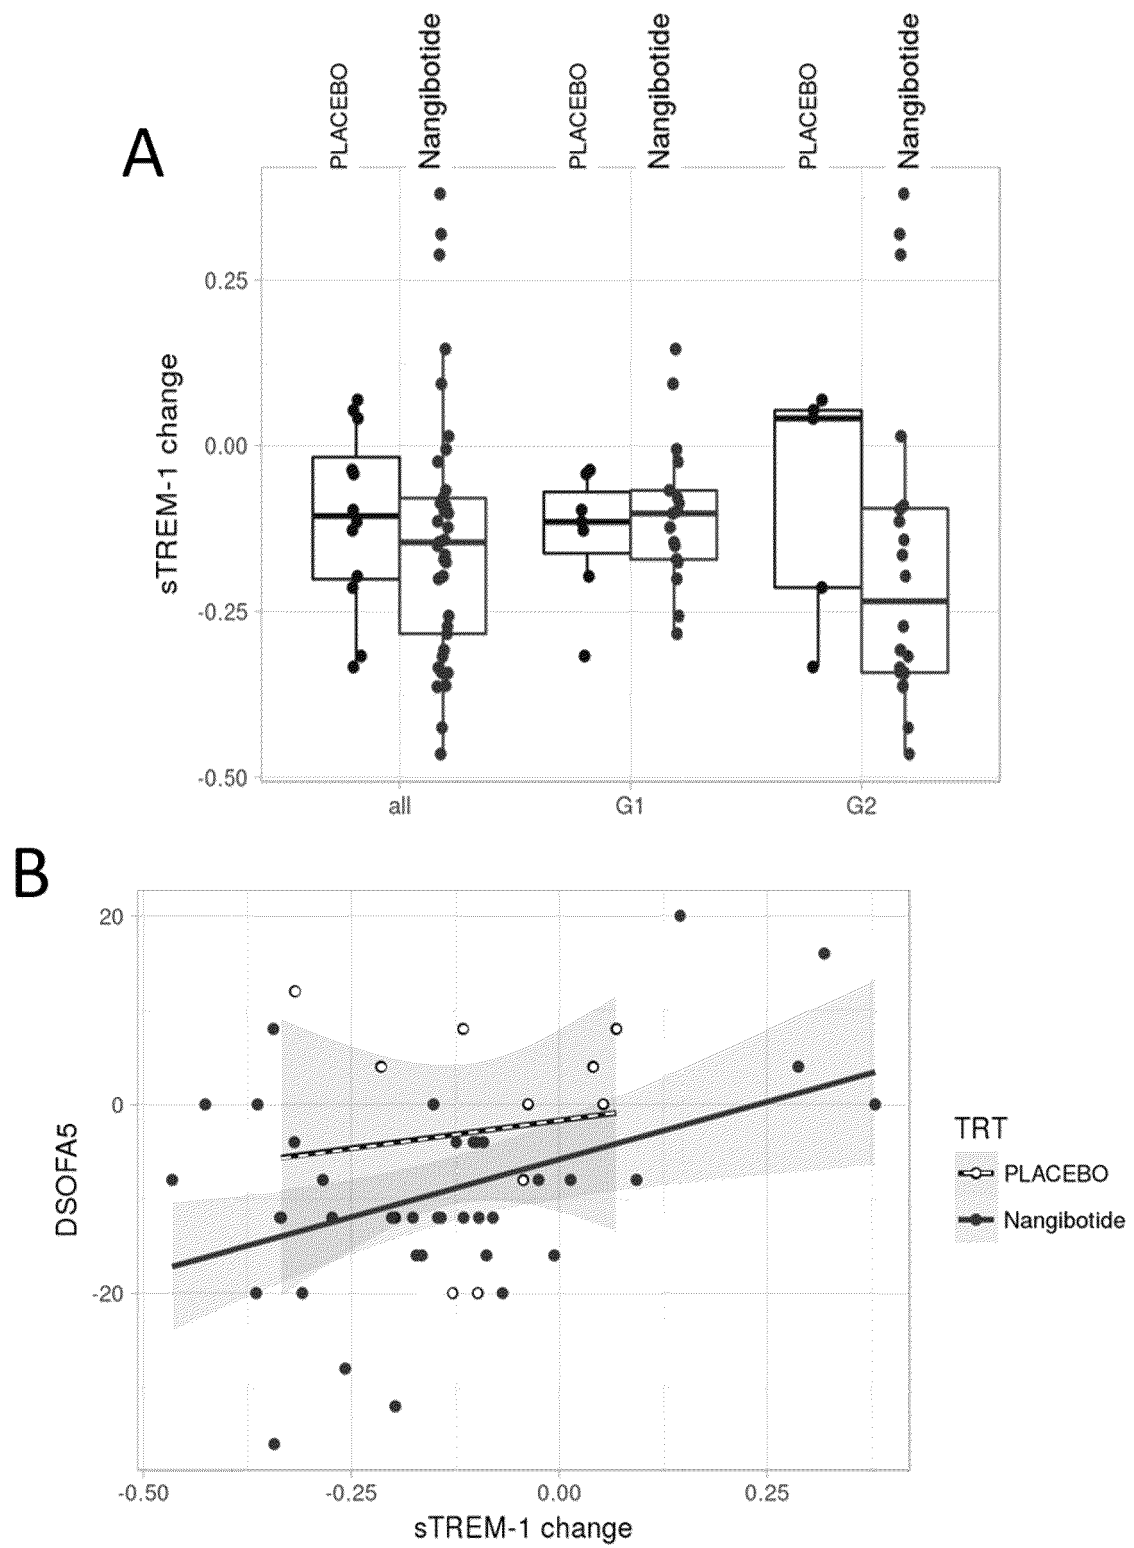 PLACEBO
Nangibotide
PLACEBO
Nangibotide
PLACEBO
Nangibotide
A
0.25
0.00
-0.25
-0.50
sTREM-1 change
all
G1
G2
B
20
0
-20
DSOFA5
-0.50
-0.25
0.00
0.25
sTREM-1 change
TRT
PLACEBO
Nangibotide